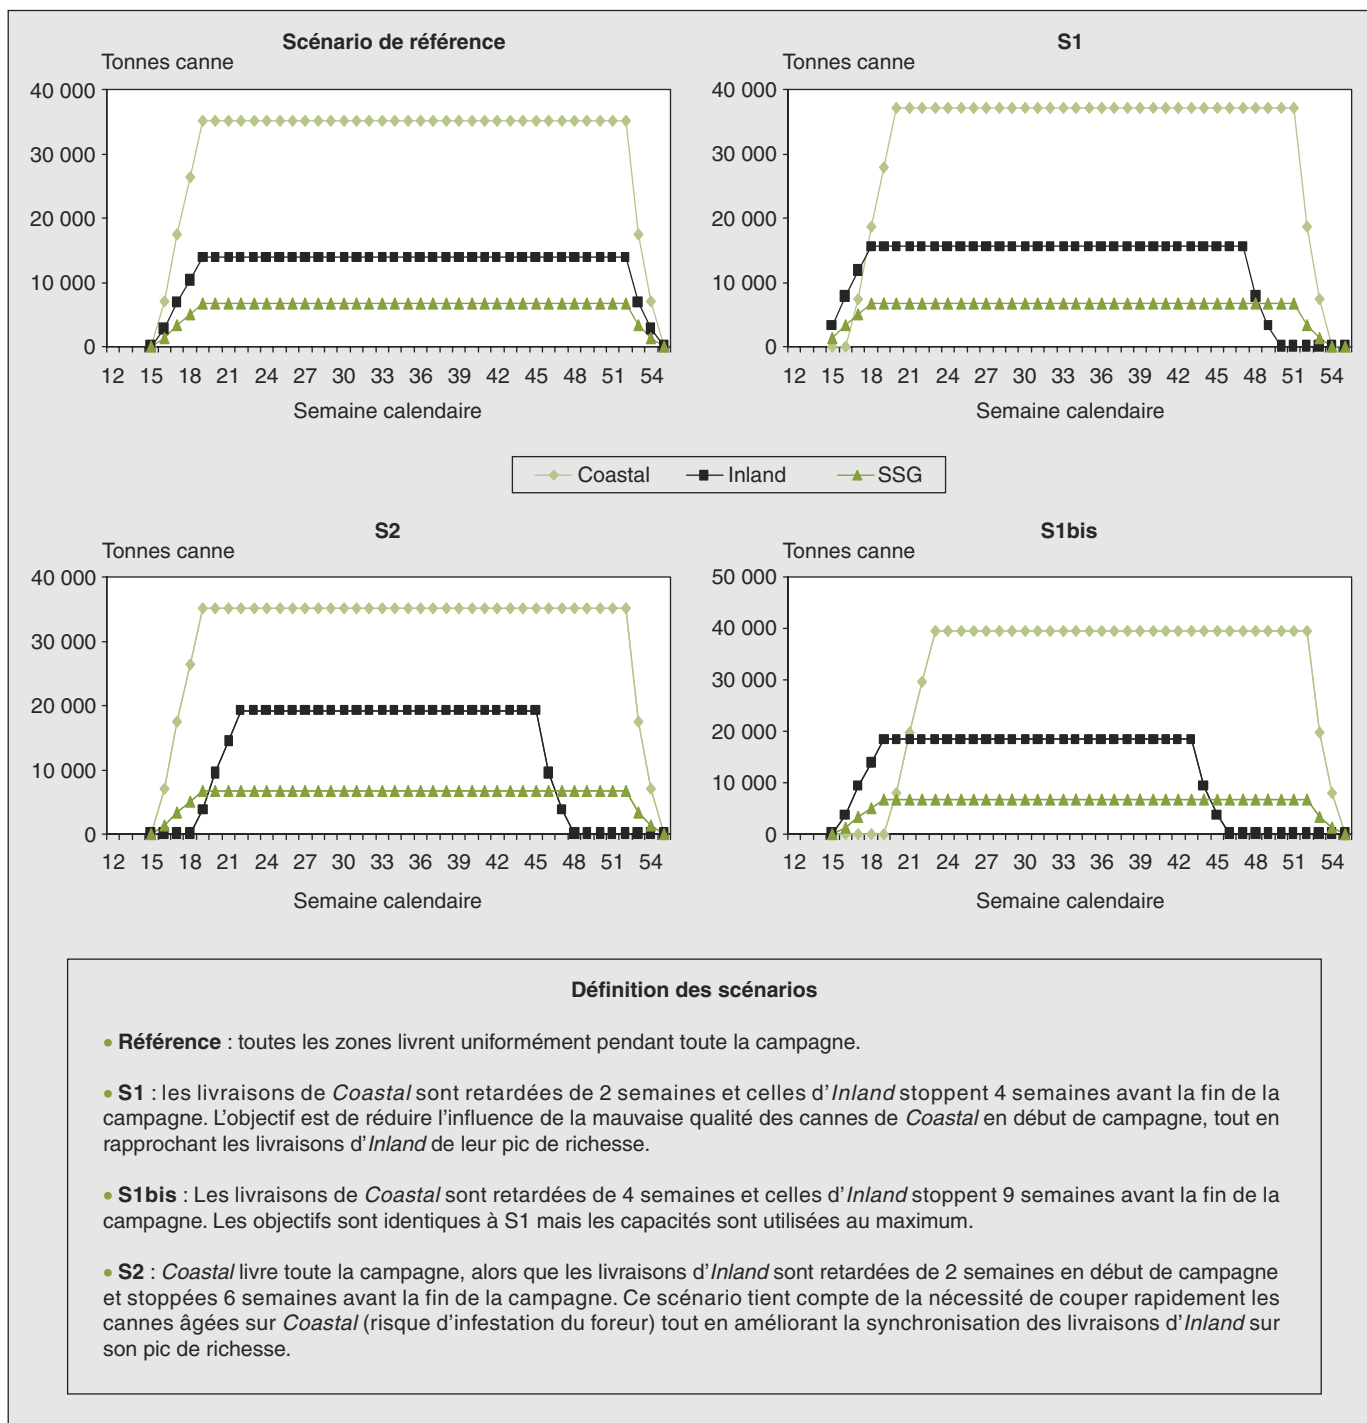 Scénario de référence
Tonnes canne
40 000
30 000
20 000
10 000
0
12 15 18 21 24 27 30 33 36 39 42 45 48 51 54
Semaine calendaire
S1
Tonnes canne
40 000
30 000
20 000
10 000
0
12 15 18 21 24 27 30 33 36 39 42 45 48 51 54
Semaine calendaire
Coastal Inland SSG
S2
Tonnes canne
40 000
30 000
20 000
10 000
0
12 15 18 21 24 27 30 33 36 39 42 45 48 51 54
Semaine calendaire
S1bis
Tonnes canne
50 000
40 000
30 000
20 000
10 000
0
12 15 18 21 24 27 30 33 36 39 42 45 48 51 54
Semaine calendaire
Définition des scénarios
• Référence : toutes les zones livrent uniformément pendant toute la campagne.
• S1 : les livraisons de Coastal sont retardées de 2 semaines et celles d'Inland stoppent 4 semaines avant la fin de la
campagne. L'objectif est de réduire l'influence de la mauvaise qualité des cannes de Coastal en début de campagne, tout en
rapprochant les livraisons d'Inland de leur pic de richesse.
• S1bis : Les livraisons de Coastal sont retardées de 4 semaines et celles d'Inland stoppent 9 semaines avant la fin de la
campagne. Les objectifs sont identiques à S1 mais les capacités sont utilisées au maximum.
• S2 : Coastal livre toute la campagne, alors que les livraisons d'Inland sont retardées de 2 semaines en début de campagne
et stoppées 6 semaines avant la fin de la campagne. Ce scénario tient compte de la nécessité de couper rapidement les
cannes âgées sur Coastal (risque d'infestation du foreur) tout en améliorant la synchronisation des livraisons d'Inland sur
son pic de richesse.